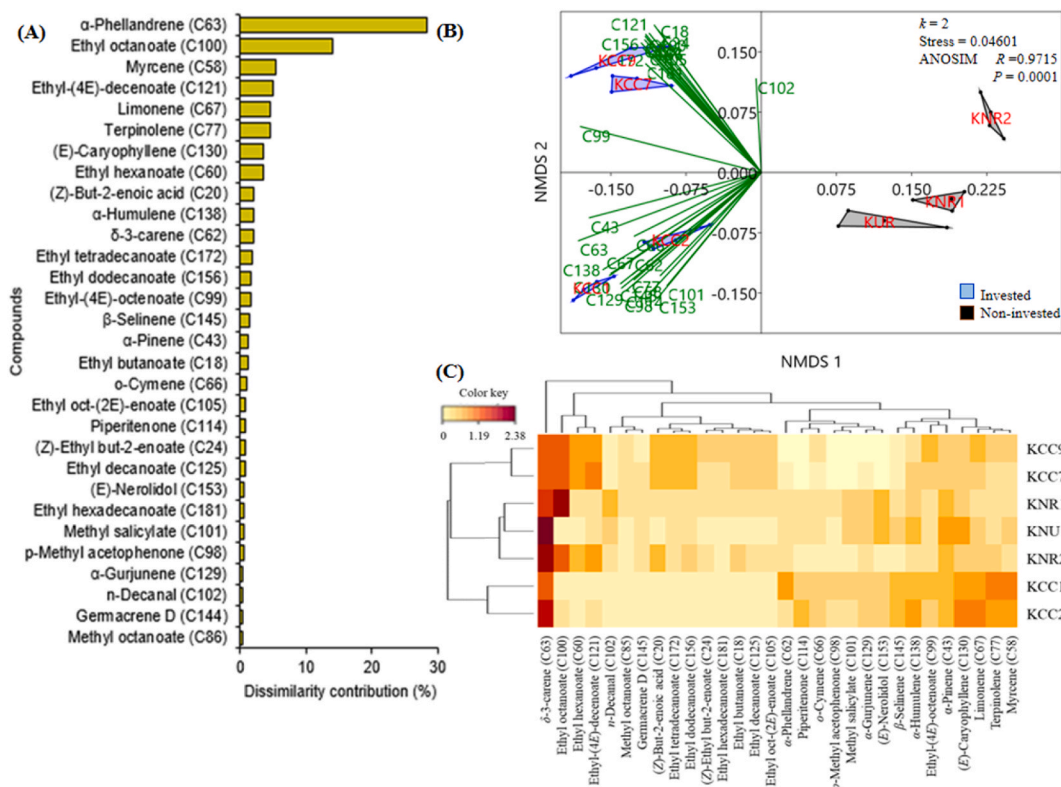 (A)
Compounds
α-Phellandrene (C63)
Ethyl octanoate (C100)
Myrcene (C58)
Ethyl-(4E)-decenoate (C121)
Limonene (C67)
Terpinolene (C77)
(E)-Caryophyllene (C130)
Ethyl hexanoate (C60)
(Z)-But-2-enoic acid (C20)
α-Humulene (C138)
δ-3-carene (C62)
Ethyl tetradecanoate (C172)
Ethyl dodecanoate (C156)
Ethyl-(4E)-octenoate (C99)
β-Selinene (C145)
α-Pinene (C43)
Ethyl butanoate (C18)
o-Cymene (C66)
Ethyl oct-(2E)-enoate (C105)
Piperitenone (C114)
(Z)-Ethyl but-2-enoate (C24)
Ethyl decanoate (C125)
(E)-Nerolidol (C153)
Ethyl hexadecanoate (C181)
Methyl salicylate (C101)
p-Methyl acetophenone (C98)
α-Gurjunene (C129)
n-Decanal (C102)
Germacrene D (C144)
Methyl octanoate (C86)
0 10 20 30
Dissimilarity contribution (%)
(B)
NMDS 2
0.150
0.075
0.000
-0.075
-0.150
-0.150 -0.075 0.075 0.150 0.225
k = 2
Stress = 0.04601
ANOSIM R =0.9715
P = 0.0001
C121
C18
C156
KCC9
KCC7
C102
C99
KNR2
KNR1
KUR
C43
C63
KCC2
C67
C62
C138
KCC1
C77
C129
C101
C98
C153
Invested
Non-invested
NMDS 1
(C)
Color key
0 1.19 2.38
KCC9
KCC7
KNR
KNU
KNR2
KCC1
KCC2
δ-3-carene (C63)
Ethyl octanoate (C100)
Ethyl hexanoate (C60)
Ethyl-(4E)-decenoate (C121)
n-Decanal (C102)
Methyl octanoate (C85)
Germacrene D (C145)
(Z)-But-2-enoic acid (C20)
Ethyl tetradecanoate (C172)
Ethyl dodecanoate (C156)
(Z)-Ethyl but-2-enoate (C24)
Ethyl hexadecanoate (C181)
Ethyl butanoate (C18)
Ethyl decanoate (C125)
Ethyl oct-(2E)-enoate (C105)
α-Phellandrene (C62)
Piperitenone (C114)
o-Cymene (C66)
p-Methyl acetophenone (C98)
Methyl salicylate (C101)
α-Gurjunene (C129)
(E)-Nerolidol (C153)
β-Selinene (C145)
α-Humulene (C138)
Ethyl-(4E)-octenoate (C99)
α-Pinene (C43)
(E)-Caryophyllene (C130)
Limonene (C67)
Terpinolene (C77)
Myrcene (C58)